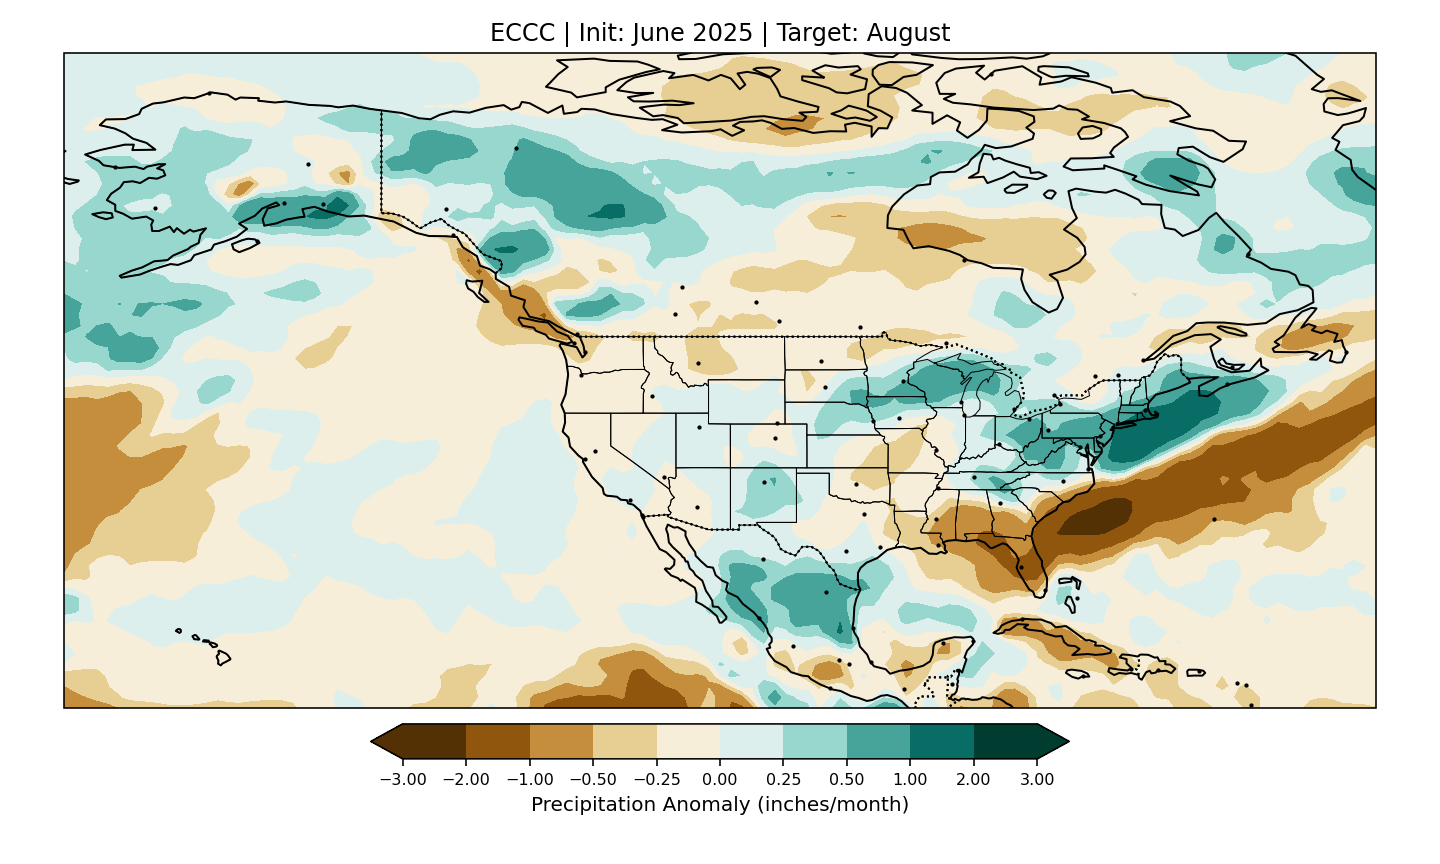 ECCC | Init: June 2025 | Target: August
−3.00 −2.00 −1.00 −0.50 −0.25 0.00 0.25 0.50 1.00 2.00 3.00
Precipitation Anomaly (inches/month)